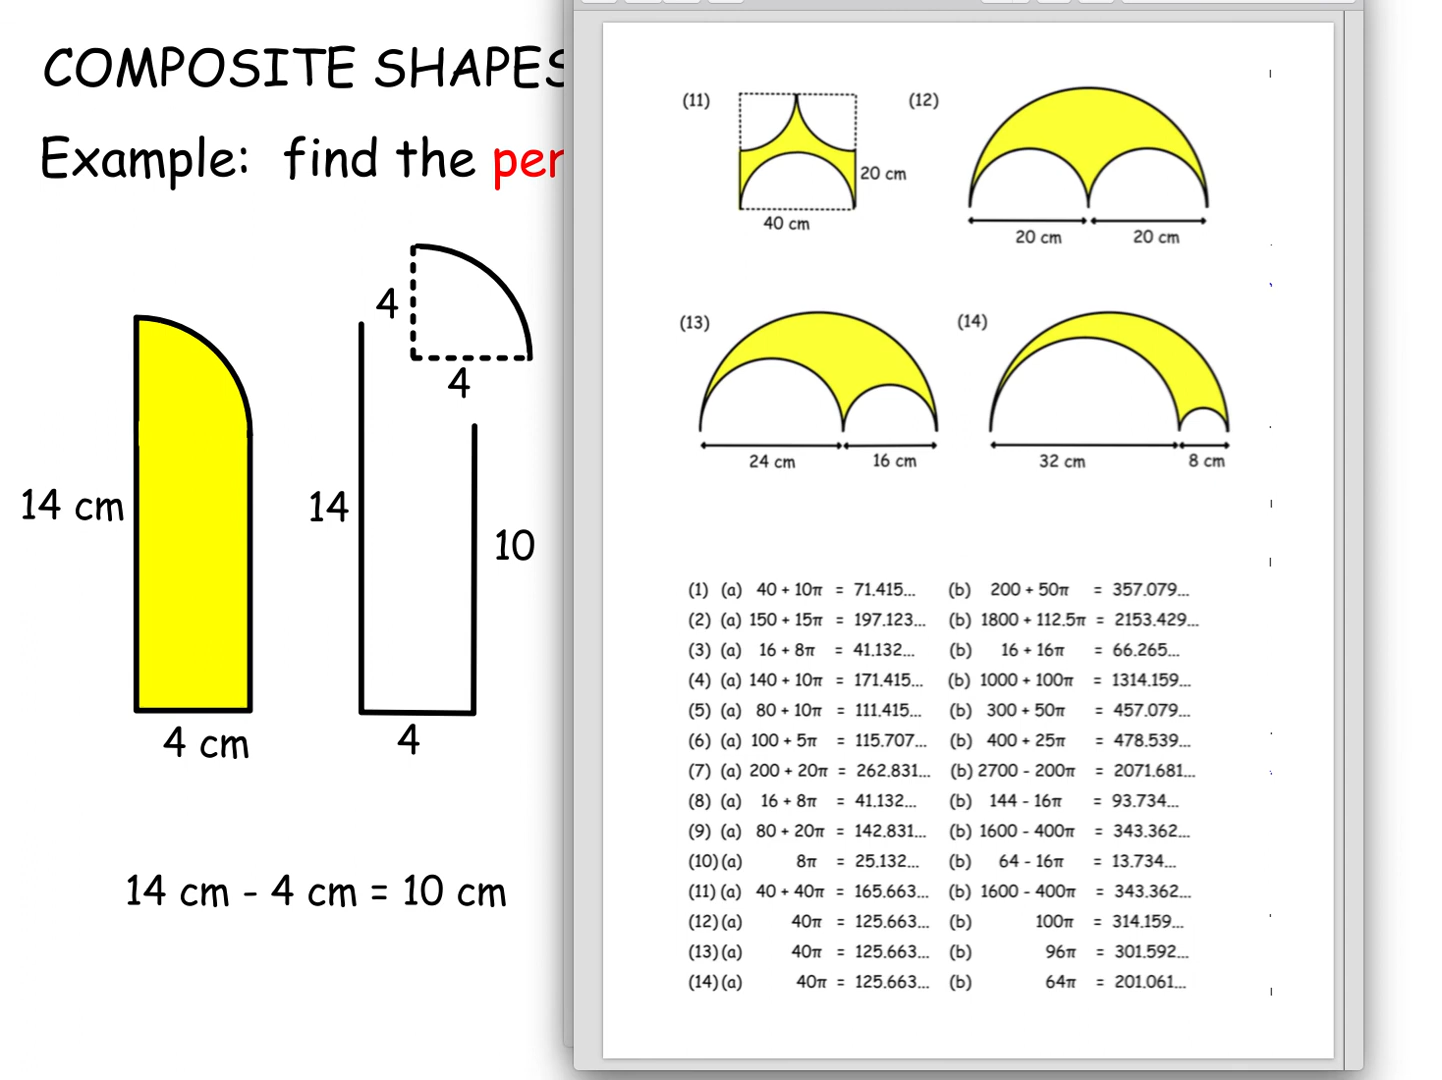 COMPOSITE SHAPES
Example: find the per
4
4
14 cm
14
10
4 cm
4
14 cm - 4 cm = 10 cm
(11)
20 cm
40 cm
(12)
20 cm 20 cm
(13)
24 cm 16 cm
(14)
32 cm 8 cm
(1) (a) 40 + 10π = 71.415... (b) 200 + 50π = 357.079...
(2) (a) 150 + 15π = 197.123... (b) 1800 + 112.5π = 2153.429...
(3) (a) 16 + 8π = 41.132... (b) 16 + 16π = 66.265...
(4) (a) 140 + 10π = 171.415... (b) 1000 + 100π = 1314.159...
(5) (a) 80 + 10π = 111.415... (b) 300 + 50π = 457.079...
(6) (a) 100 + 5π = 115.707... (b) 400 + 25π = 478.539...
(7) (a) 200 + 20π = 262.831... (b) 2700 - 200π = 2071.681...
(8) (a) 16 + 8π = 41.132... (b) 144 - 16π = 93.734...
(9) (a) 80 + 20π = 142.831... (b) 1600 - 400π = 343.362...
(10) (a) 8π = 25.132... (b) 64 - 16π = 13.734...
(11) (a) 40 + 40π = 165.663... (b) 1600 - 400π = 343.362...
(12) (a) 40π = 125.663... (b) 100π = 314.159...
(13) (a) 40π = 125.663... (b) 96π = 301.592...
(14) (a) 40π = 125.663... (b) 64π = 201.061...